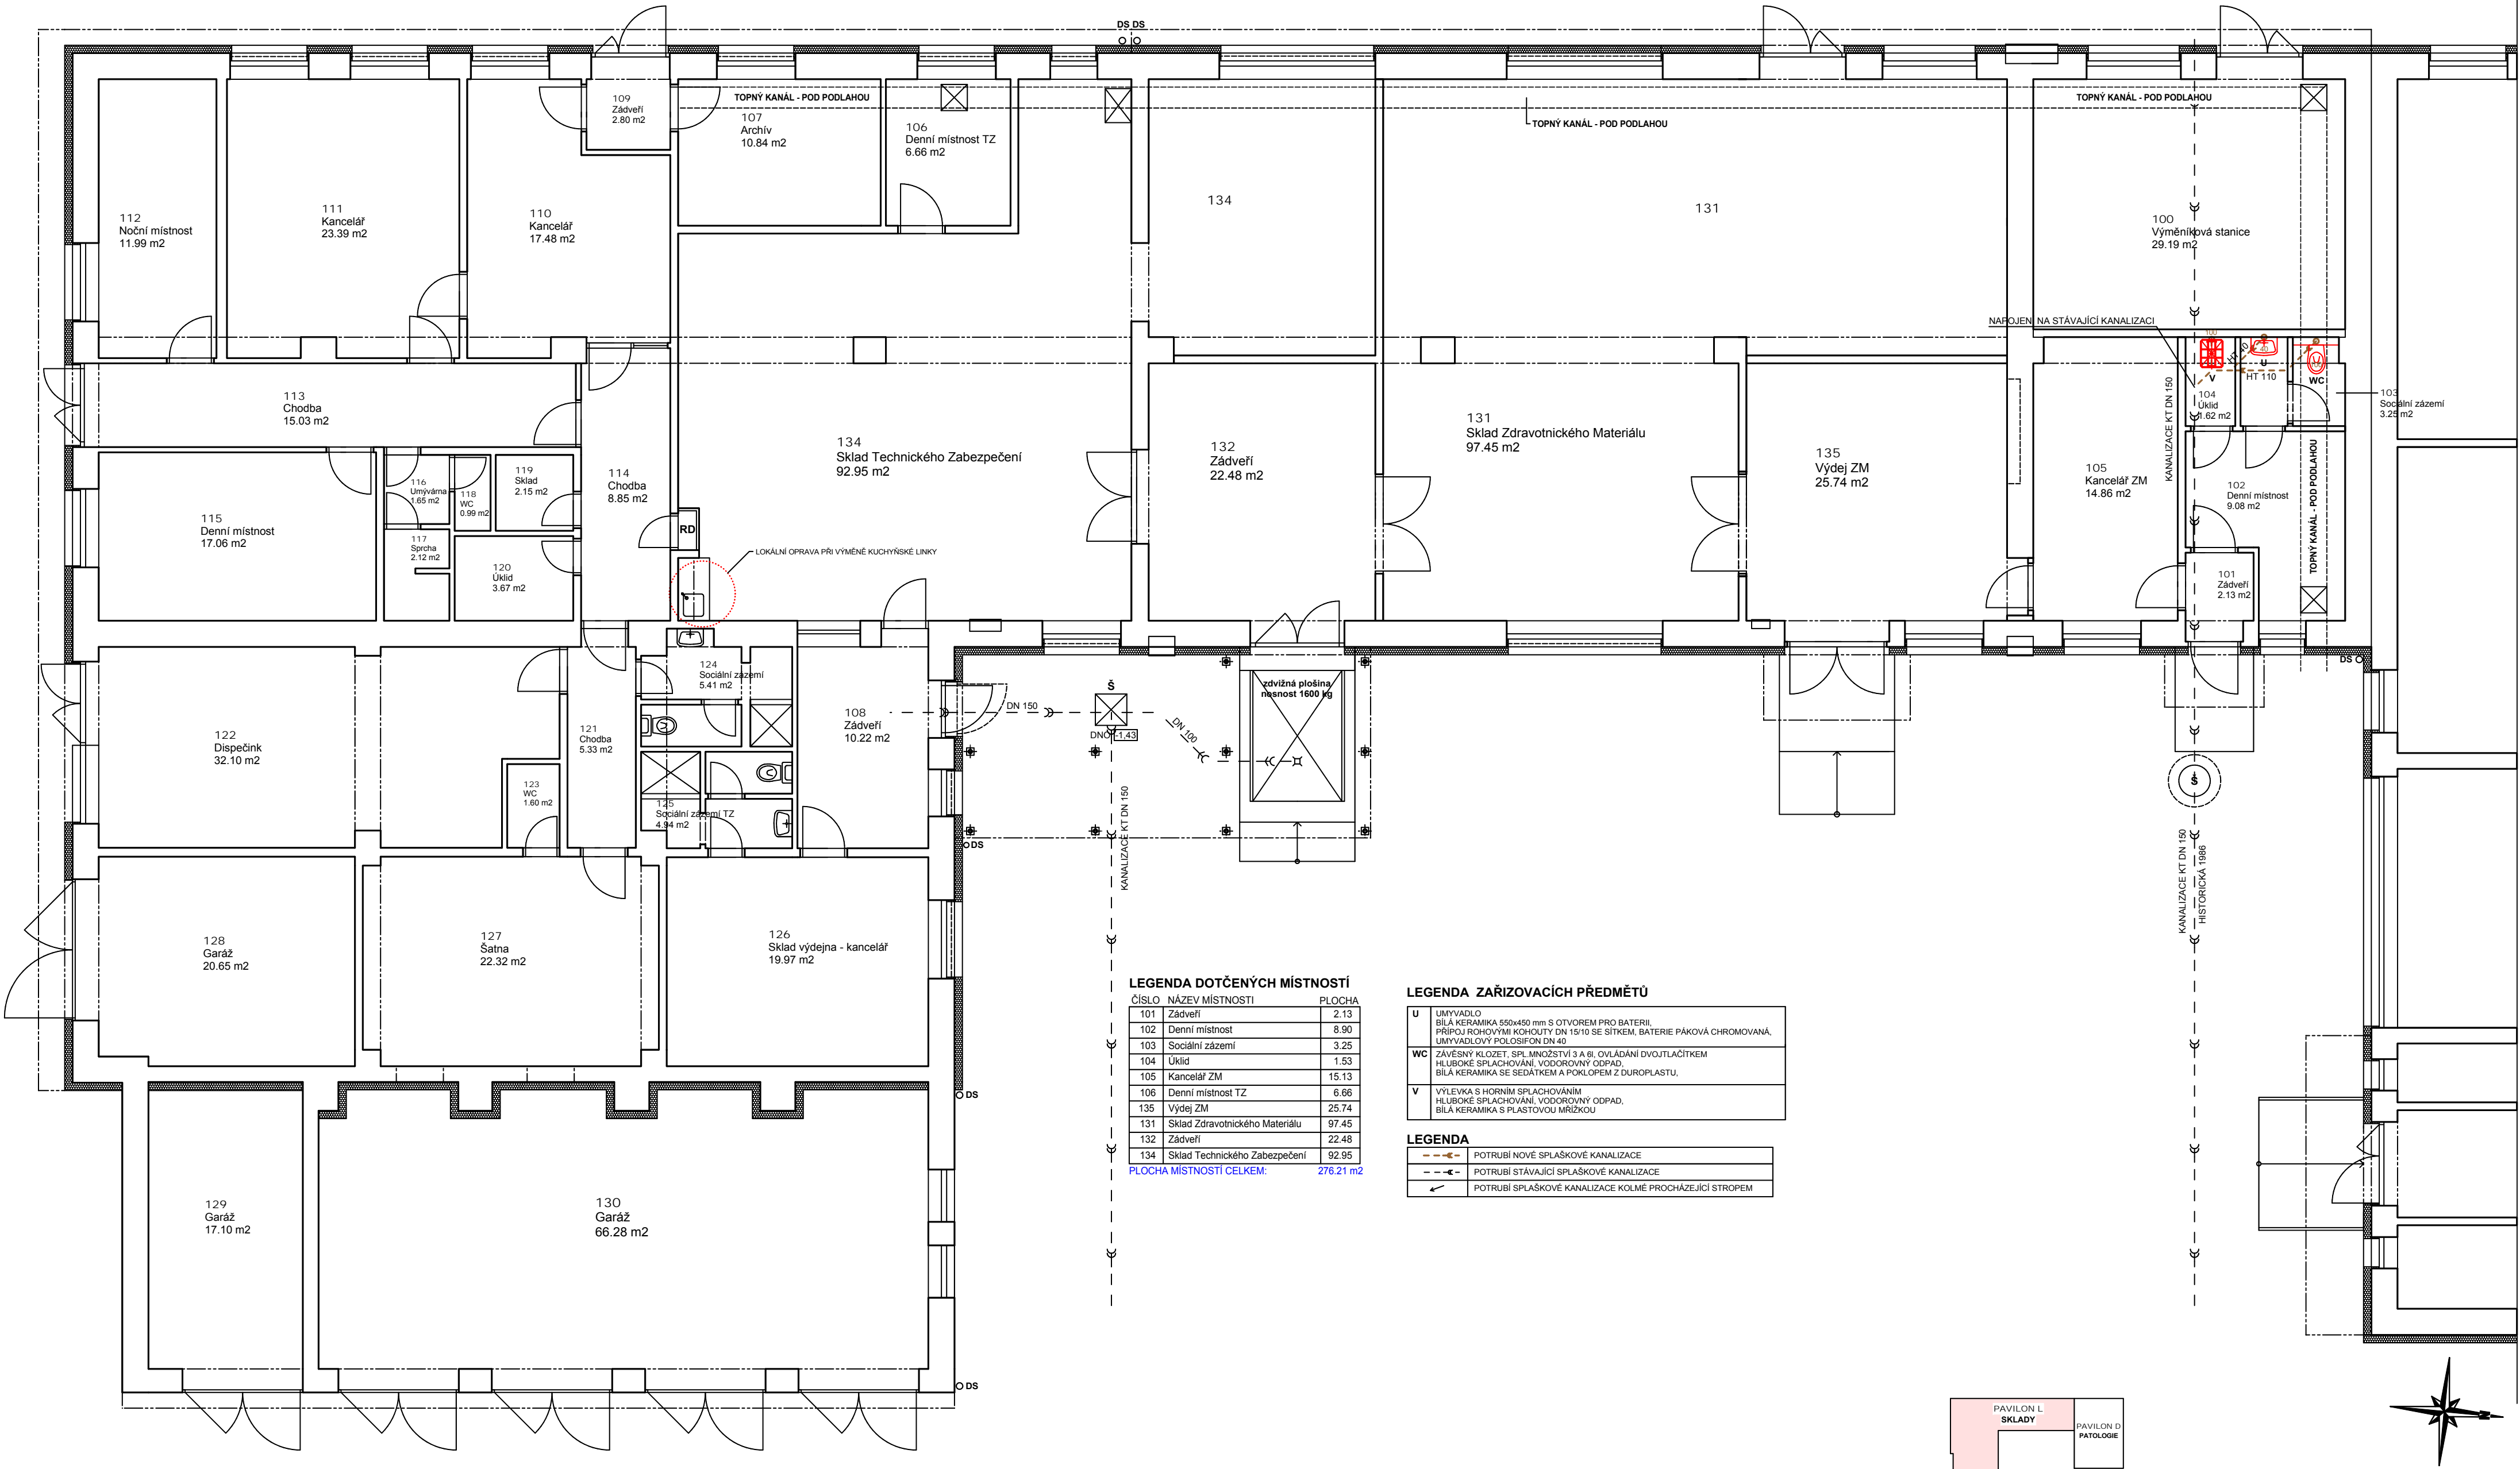 DS DS
109
Zádveří
2.80 m2
TOPNÝ KANÁL - POD PODLAHOU
107
Archív
10.84 m2
106
Denní místnost TZ
6.66 m2
TOPNÝ KANÁL - POD PODLAHOU
TOPNÝ KANÁL - POD PODLAHOU
112
Noční místnost
11.99 m2
111
Kancelář
23.39 m2
110
Kancelář
17.48 m2
134
131
100
Výměníková stanice
29.19 m2
NAPOJENÍ NA STÁVAJÍCÍ KANALIZACI
100
HT 40
40
U
V
HT 110
100
WC
104
Úklid
1.62 m2
103
Sociální zázemí
3.25 m2
113
Chodba
15.03 m2
KANALIZACE KT DN 150
134
Sklad Technického Zabezpečení
92.95 m2
132
Zádveří
22.48 m2
131
Sklad Zdravotnického Materiálu
97.45 m2
135
Výdej ZM
25.74 m2
105
Kancelář ZM
14.86 m2
102
Denní místnost
9.08 m2
TOPNÝ KANÁL - POD PODLAHOU
115
Denní místnost
17.06 m2
116
Umývárna
1.65 m2
118
WC
0.99 m2
119
Sklad
2.15 m2
114
Chodba
8.85 m2
117
Sprcha
2.12 m2
120
Úklid
3.67 m2
RD
LOKÁLNÍ OPRAVA PŘI VÝMĚNĚ KUCHYŇSKÉ LINKY
101
Zádveří
2.13 m2
124
Sociální zázemí
5.41 m2
DS
122
Dispečink
32.10 m2
121
Chodba
5.33 m2
108
Zádveří
10.22 m2
DN 150
Š
DNO -1,43
DN 100
zdvižná plošina
nosnost 1600 kg
123
WC
1.60 m2
125
Sociální zázemí TZ
4.94 m2
DS
KANALIZACE KT DN 150
Š
KANALIZACE KT DN 150
HISTORICKÁ 1986
128
Garáž
20.65 m2
127
Šatna
22.32 m2
126
Sklad výdejna - kancelář
19.97 m2
DS
129
Garáž
17.10 m2
130
Garáž
66.28 m2
DS
LEGENDA DOTČENÝCH MÍSTNOSTÍ
ČÍSLO NÁZEV MÍSTNOSTI PLOCHA
101 Zádveří 2.13
102 Denní místnost 8.90
103 Sociální zázemí 3.25
104 Úklid 1.53
105 Kancelář ZM 15.13
106 Denní místnost TZ 6.66
135 Výdej ZM 25.74
131 Sklad Zdravotnického Materiálu 97.45
132 Zádveří 22.48
134 Sklad Technického Zabezpečení 92.95
PLOCHA MÍSTNOSTÍ CELKEM: 276.21 m2
LEGENDA ZAŘIZOVACÍCH PŘEDMĚTŮ
U UMYVADLO
BÍLÁ KERAMIKA 550x450 mm S OTVOREM PRO BATERII,
PŘÍPOJ ROHOVÝMI KOHOUTY DN 15/10 SE SÍTKEM, BATERIE PÁKOVÁ CHROMOVANÁ,
UMYVADLOVÝ POLOSIFON DN 40
WC ZÁVĚSNÝ KLOZET, SPL.MNOŽSTVÍ 3 A 6l, OVLÁDÁNÍ DVOJTLAČÍTKEM
HLUBOKÉ SPLACHOVÁNÍ, VODOROVNÝ ODPAD,
BÍLÁ KERAMIKA SE SEDÁTKEM A POKLOPEM Z DUROPLASTU,
V VÝLEVKA S HORNÍM SPLACHOVÁNÍM
HLUBOKÉ SPLACHOVÁNÍ, VODOROVNÝ ODPAD,
BÍLÁ KERAMIKA S PLASTOVOU MŘÍŽKOU
LEGENDA
POTRUBÍ NOVÉ SPLAŠKOVÉ KANALIZACE
POTRUBÍ STÁVAJÍCÍ SPLAŠKOVÉ KANALIZACE
POTRUBÍ SPLAŠKOVÉ KANALIZACE KOLMÉ PROCHÁZEJÍCÍ STROPEM
PAVILON L
SKLADY
PAVILON D
PATOLOGIE